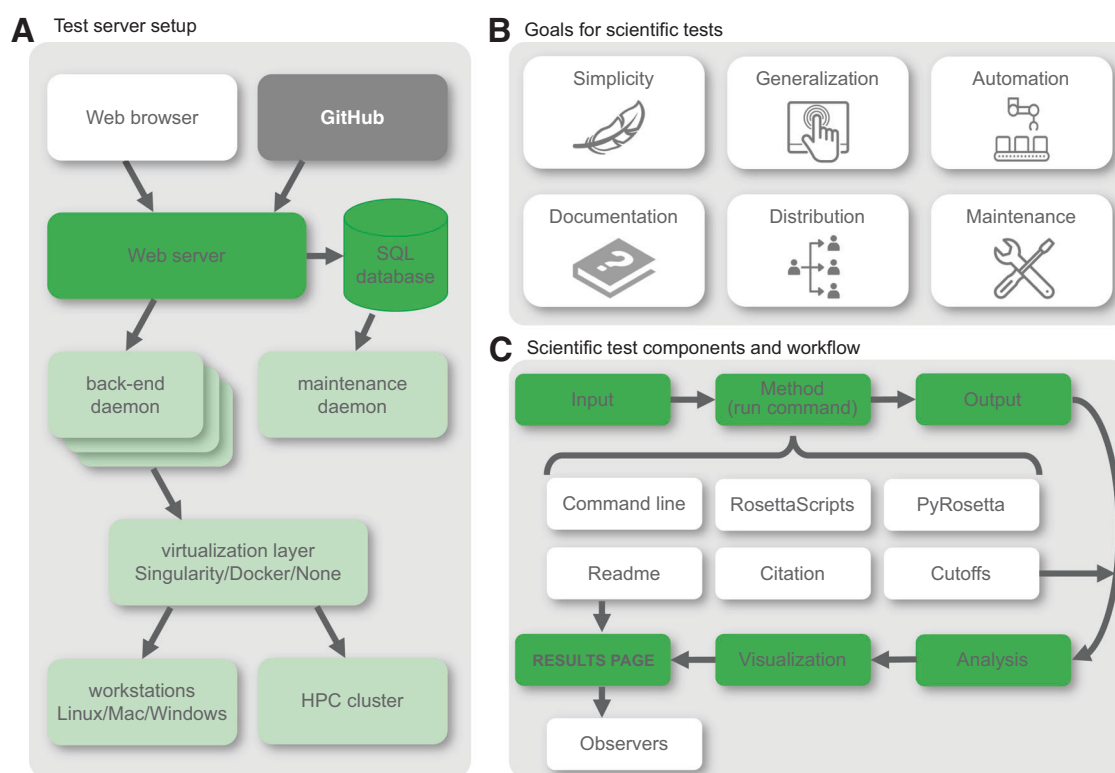 A Test server setup
Web browser
GitHub
Web server
SQL
database
back-end
daemon
maintenance
daemon
virtualization layer
Singularity/Docker/None
workstations
Linux/Mac/Windows
HPC cluster
B Goals for scientific tests
Simplicity
Generalization
Automation
Documentation
?
Distribution
Maintenance
C Scientific test components and workflow
Input
Method
(run command)
Output
Command line
RosettaScripts
PyRosetta
Readme
Citation
Cutoffs
RESULTS PAGE
Visualization
Analysis
Observers